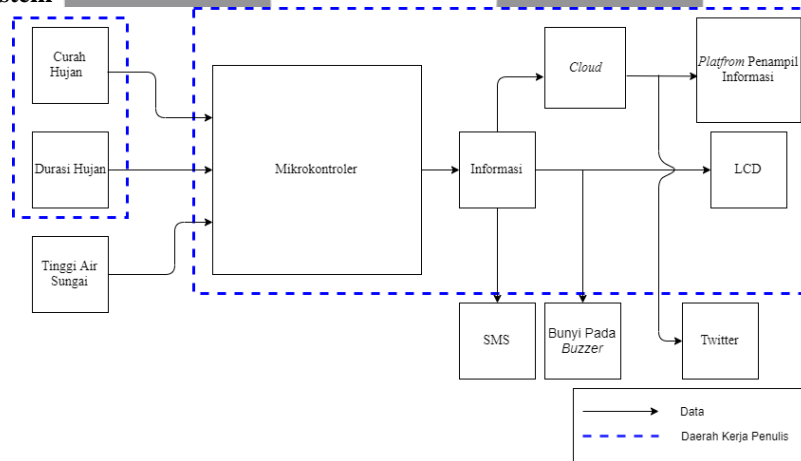 stem
Curah
Hujan
Durasi Hujan
Tinggi Air
Sungai
Mikrokontroler
Informasi
Cloud
Platfrom Penampil
Informasi
LCD
SMS
Bunyi Pada
Buzzer
Twitter
Data
Daerah Kerja Penulis